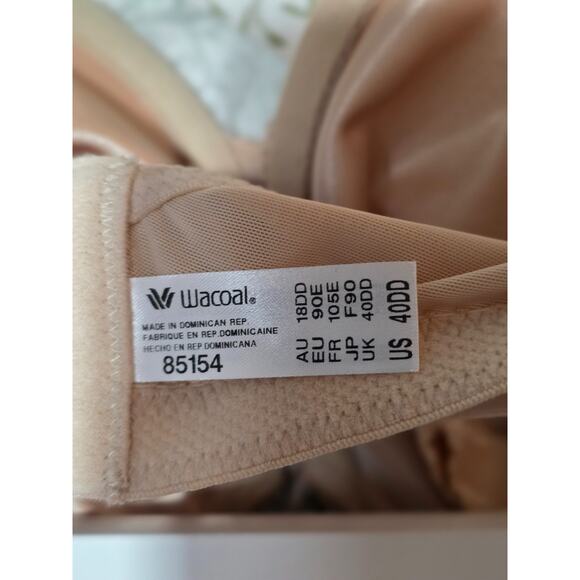 Wacoal®
MADE IN DOMINICAN REP.
FABRIQUE EN REP.DOMINICAINE
HECHO EN REP.DOMINICANA
85154
AU 18DD
EU 90E
FR 105E
JP F90
UK 40DD
US 40DD